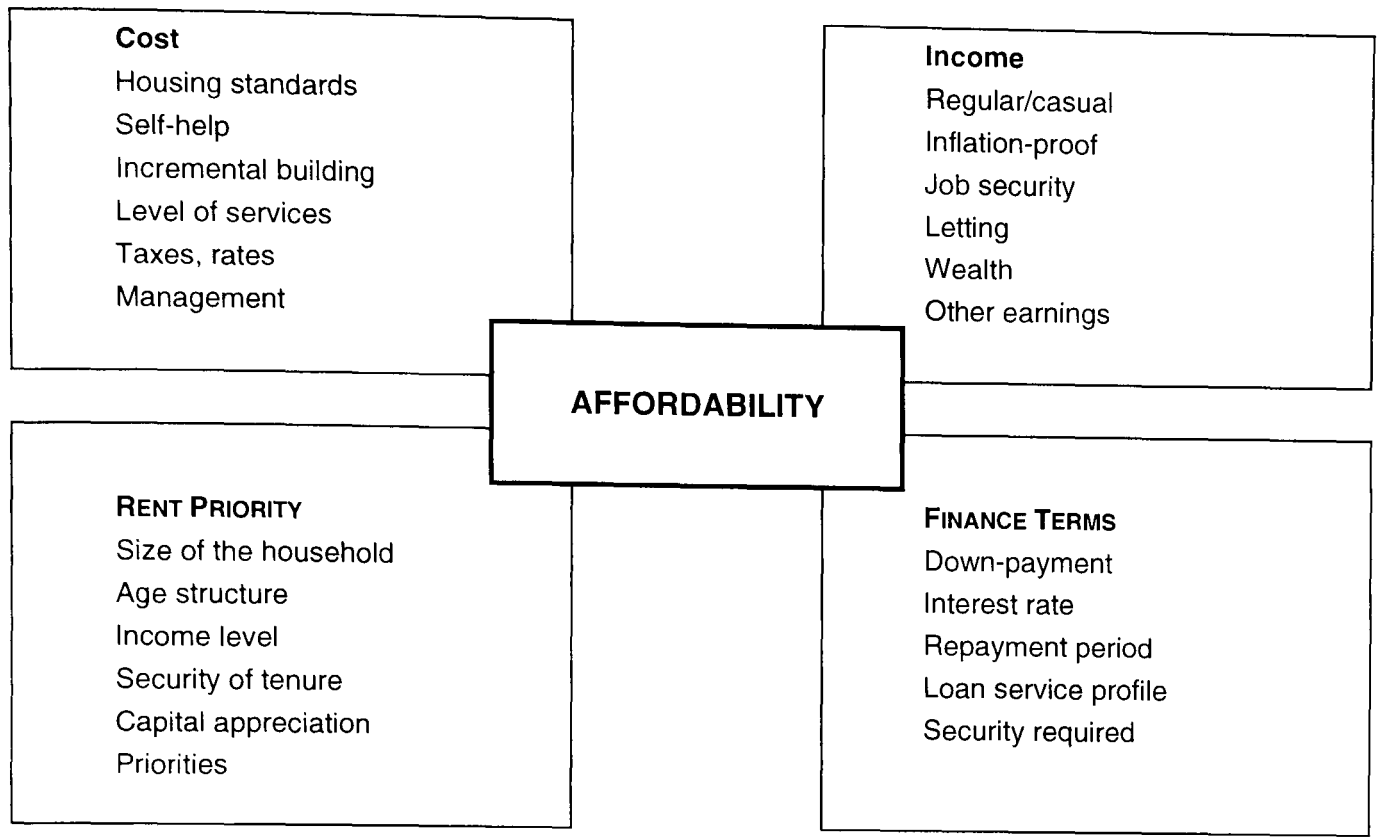 Cost
Housing standards
Self-help
Incremental building
Level of services
Taxes, rates
Management
Income
Regular/casual
Inflation-proof
Job security
Letting
Wealth
Other earnings
AFFORDABILITY
RENT PRIORITY
Size of the household
Age structure
Income level
Security of tenure
Capital appreciation
Priorities
FINANCE TERMS
Down-payment
Interest rate
Repayment period
Loan service profile
Security required